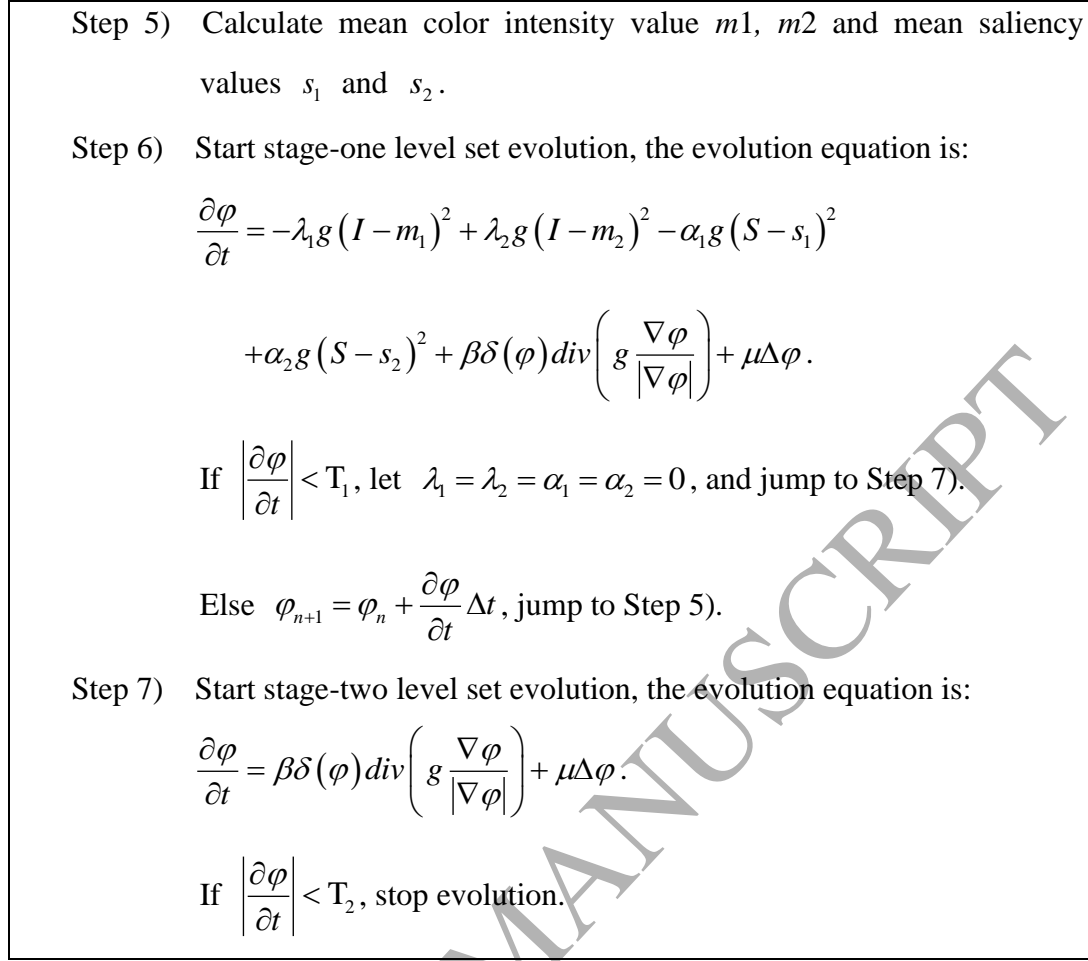 Step 5) Calculate mean color intensity value m1, m2 and mean saliency
values s₁ and s₂.
Step 6) Start stage-one level set evolution, the evolution equation is:
∂φ/∂t = −λ₁g(I − m₁)² + λ₂g(I − m₂)² − α₁g(S − s₁)²
+α₂g(S − s₂)² + βδ(φ)div(g ∇φ/|∇φ|) + μΔφ.
If |∂φ/∂t| < T₁, let λ₁ = λ₂ = α₁ = α₂ = 0, and jump to Step 7).
Else φₙ₊₁ = φₙ + ∂φ/∂t Δt, jump to Step 5).
Step 7) Start stage-two level set evolution, the evolution equation is:
∂φ/∂t = βδ(φ)div(g ∇φ/|∇φ|) + μΔφ.
If |∂φ/∂t| < T₂, stop evolution.
MANUSCRIPT